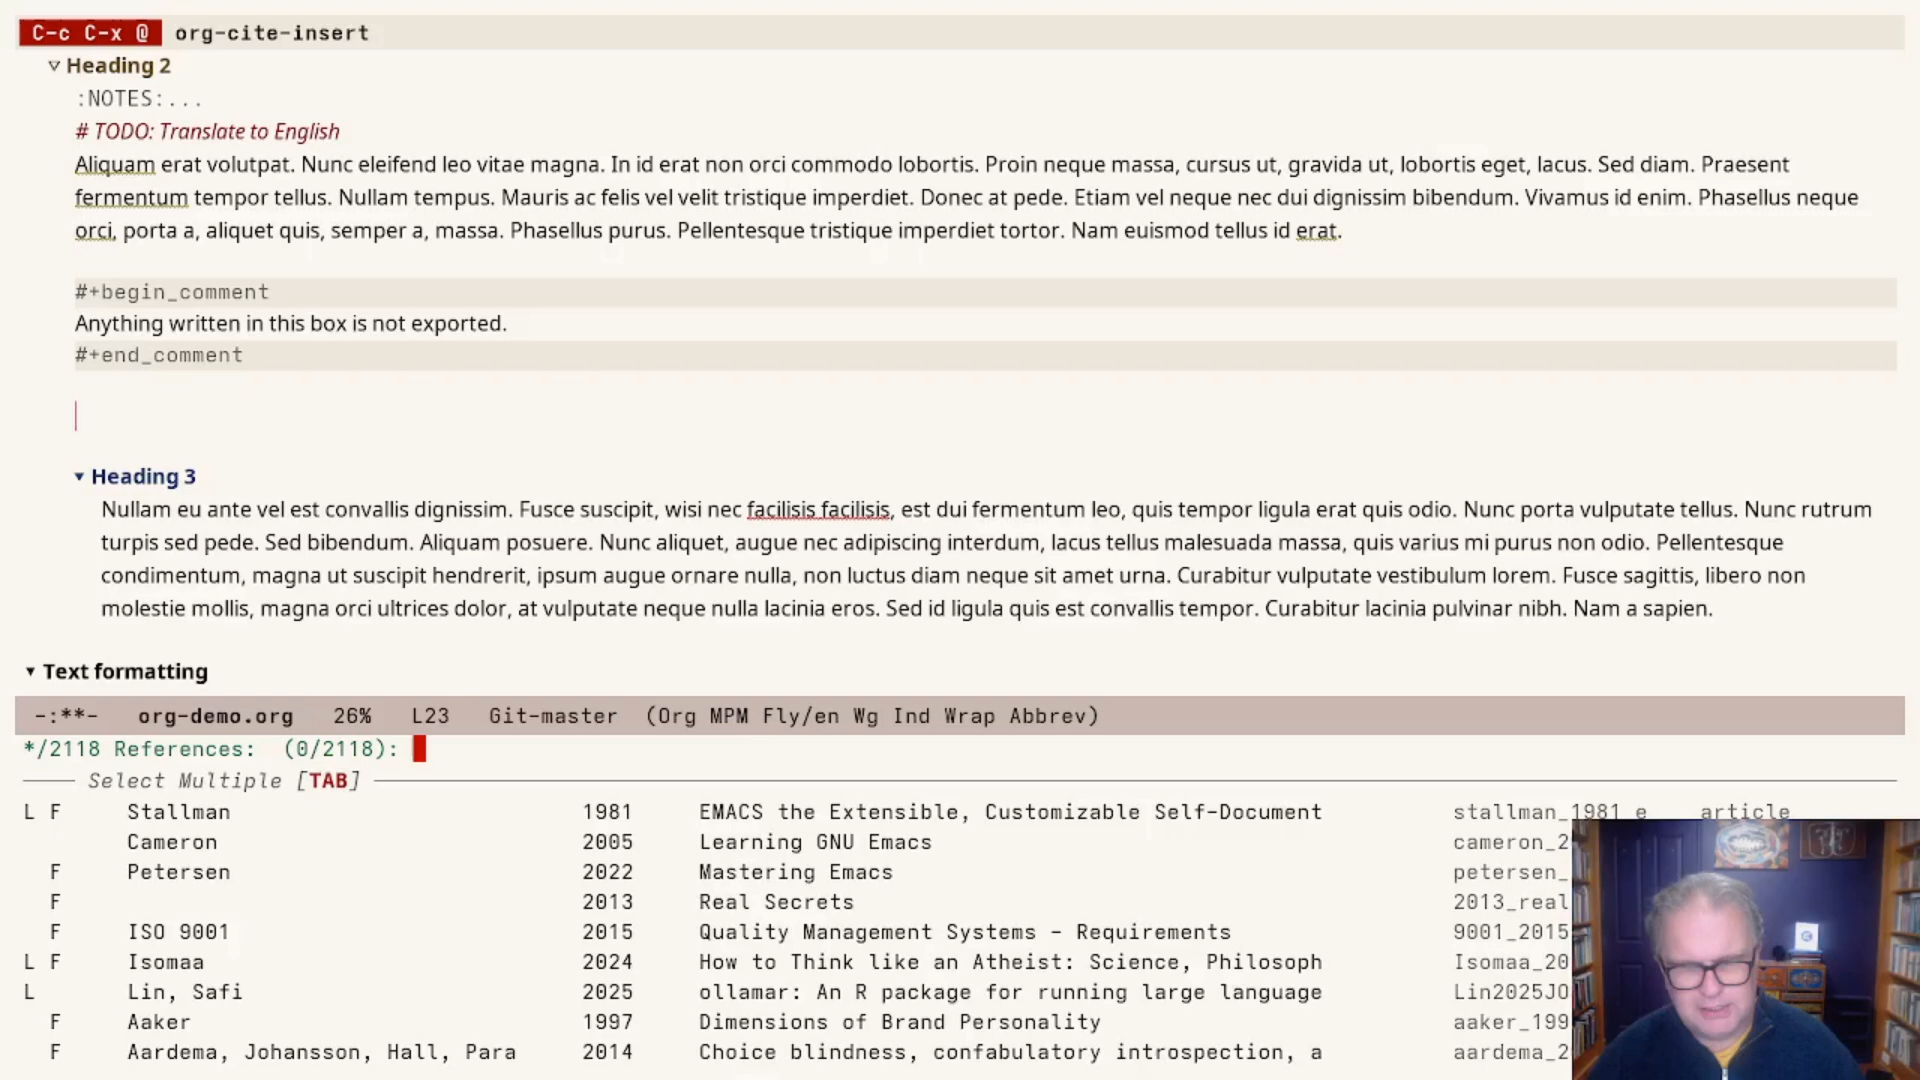 C-c C-x @ org-cite-insert
▽ Heading 2
:NOTES:...
# TODO: Translate to English
Aliquam erat volutpat. Nunc eleifend leo vitae magna. In id erat non orci commodo lobortis. Proin neque massa, cursus ut, gravida ut, lobortis eget, lacus. Sed diam. Praesent
fermentum tempor tellus. Nullam tempus. Mauris ac felis vel velit tristique imperdiet. Donec at pede. Etiam vel neque nec dui dignissim bibendum. Vivamus id enim. Phasellus neque
orci, porta a, aliquet quis, semper a, massa. Phasellus purus. Pellentesque tristique imperdiet tortor. Nam euismod tellus id erat.
#+begin_comment
Anything written in this box is not exported.
#+end_comment
▾ Heading 3
Nullam eu ante vel est convallis dignissim. Fusce suscipit, wisi nec facilisis facilisis, est dui fermentum leo, quis tempor ligula erat quis odio. Nunc porta vulputate tellus. Nunc rutrum
turpis sed pede. Sed bibendum. Aliquam posuere. Nunc aliquet, augue nec adipiscing interdum, lacus tellus malesuada massa, quis varius mi purus non odio. Pellentesque
condimentum, magna ut suscipit hendrerit, ipsum augue ornare nulla, non luctus diam neque sit amet urna. Curabitur vulputate vestibulum lorem. Fusce sagittis, libero non
molestie mollis, magna orci ultrices dolor, at vulputate neque nulla lacinia eros. Sed id ligula quis est convallis tempor. Curabitur lacinia pulvinar nibh. Nam a sapien.
▾ Text formatting
-:**- org-demo.org 26% L23 Git-master (Org MPM Fly/en Wg Ind Wrap Abbrev)
*/2118 References: (0/2118):
Select Multiple [TAB]
L F Stallman 1981 EMACS the Extensible, Customizable Self-Document stallman_1981_e article
Cameron 2005 Learning GNU Emacs cameron_2
F Petersen 2022 Mastering Emacs petersen_
F 2013 Real Secrets 2013_real
F ISO 9001 2015 Quality Management Systems - Requirements 9001_2015
L F Isomaa 2024 How to Think like an Atheist: Science, Philosoph Isomaa_20
L Lin, Safi 2025 ollamar: An R package for running large language Lin2025JO
F Aaker 1997 Dimensions of Brand Personality aaker_199
F Aardema, Johansson, Hall, Para 2014 Choice blindness, confabulatory introspection, a aardema_2